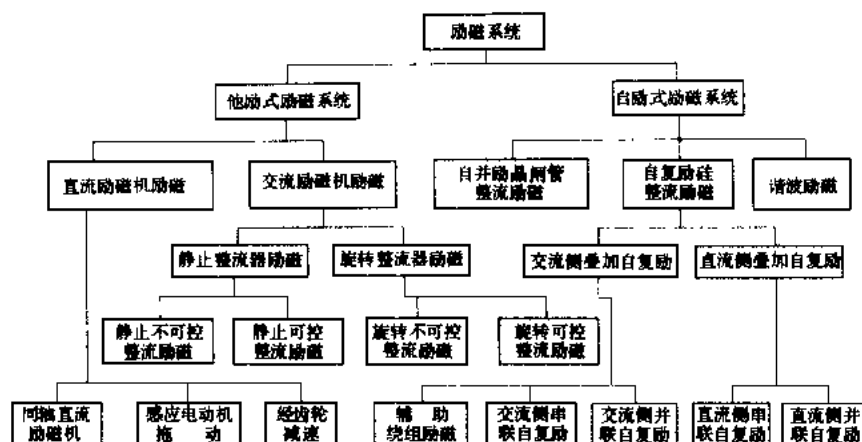 励磁系统
他励式励磁系统
自励式励磁系统
直流励磁机励磁
交流励磁机励磁
自并励晶闸管
整流励磁
自复励硅
整流励磁
谐波励磁
静止整流器励磁
旋转整流器励磁
交流侧叠加自复励
直流侧叠加自复励
静止不可控
整流励磁
静止可控
整流励磁
旋转不可控
整流励磁
旋转可控
整流励磁
同轴直流
励磁机
感应电动机
拖 动
经齿轮
减速
辅 助
绕组励磁
交流侧串
联自复励
交流侧并
联自复励
直流侧串
联自复励
直流侧并
联自复励